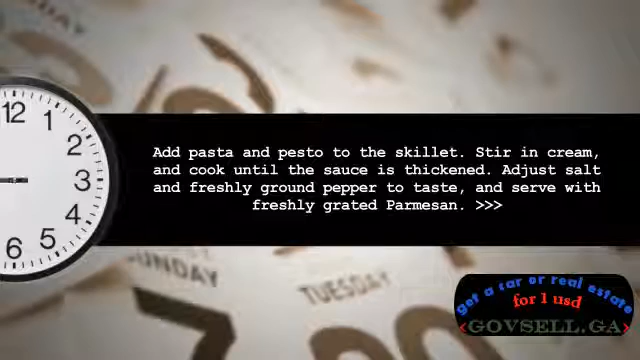 12
1
2
3
4
5
6
Add pasta and pesto to the skillet. Stir in cream,
and cook until the sauce is thickened. Adjust salt
and freshly ground pepper to taste, and serve with
freshly grated Parmesan. >>>
SUNDAY
TUESDAY
7
get a car or real estate
for 1 usd
<GOVSELL.GA>